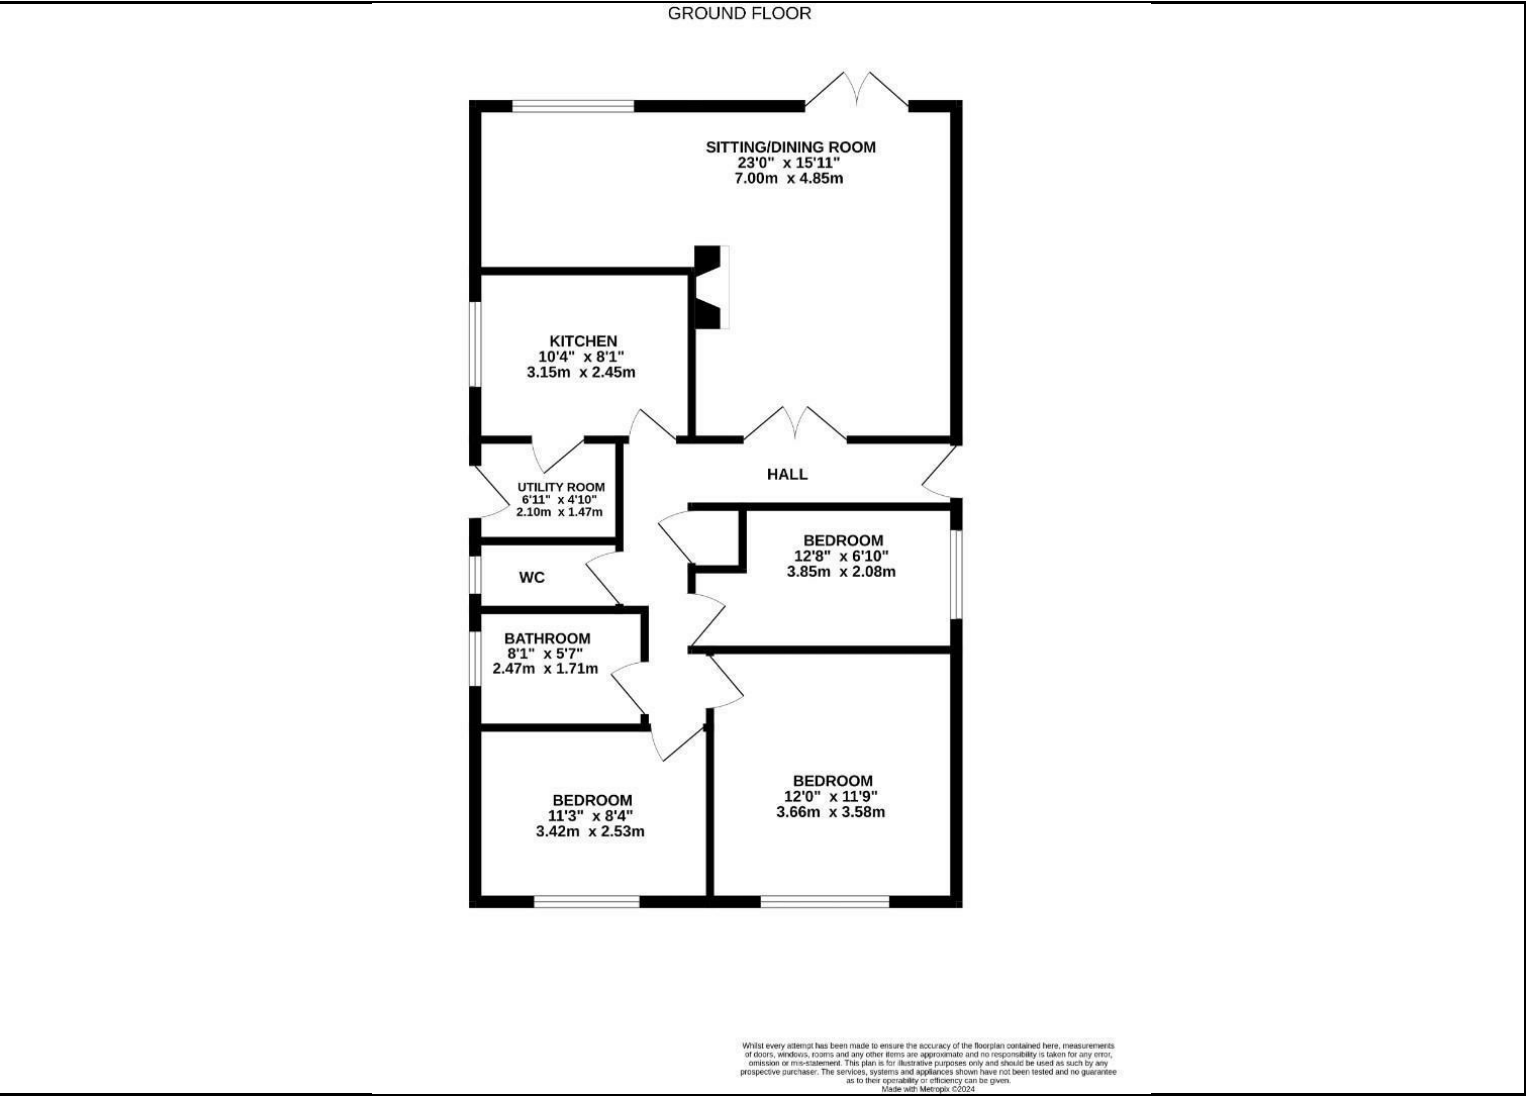 GROUND FLOOR
SITTING/DINING ROOM
23'0" x 15'11"
7.00m x 4.85m
KITCHEN
10'4" x 8'1"
3.15m x 2.45m
HALL
UTILITY ROOM
6'11" x 4'10"
2.10m x 1.47m
BEDROOM
12'8" x 6'10"
3.85m x 2.08m
WC
BATHROOM
8'1" x 5'7"
2.47m x 1.71m
BEDROOM
12'0" x 11'9"
3.66m x 3.58m
BEDROOM
11'3" x 8'4"
3.42m x 2.53m
Whilst every attempt has been made to ensure the accuracy of the floorplan contained here, measurements
of doors, windows, rooms and any other items are approximate and no responsibility is taken for any error,
omission or mis-statement. This plan is for illustrative purposes only and should be used as such by any
prospective purchaser. The services, systems and appliances shown have not been tested and no guarantee
as to their operability or efficiency can be given.
Made with Metropix ©2024